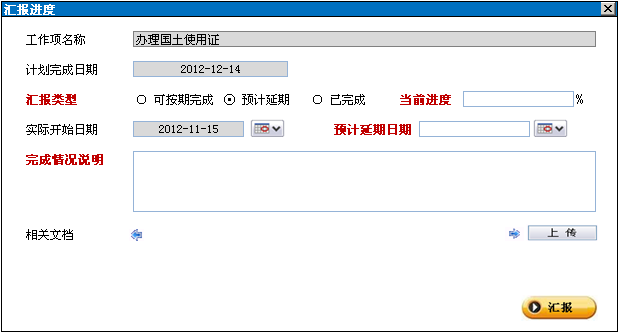 汇报进度
工作项名称 办理国土使用证
计划完成日期 2012-12-14
汇报类型 可按期完成 预计延期 已完成 当前进度 %
实际开始日期 2012-11-15 预计延期日期
完成情况说明
相关文档 上传
汇报